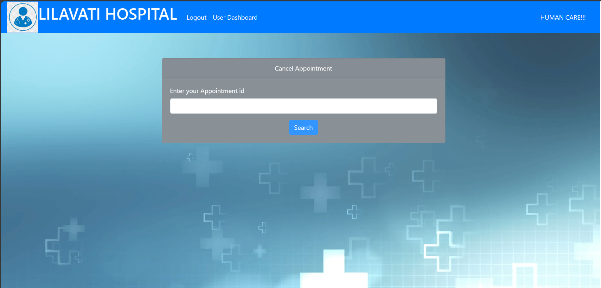 LILAVATI HOSPITAL Logout User Dashboard HUMAN CARE!!!
Cancel Appointment
Enter your Appointment id
Search